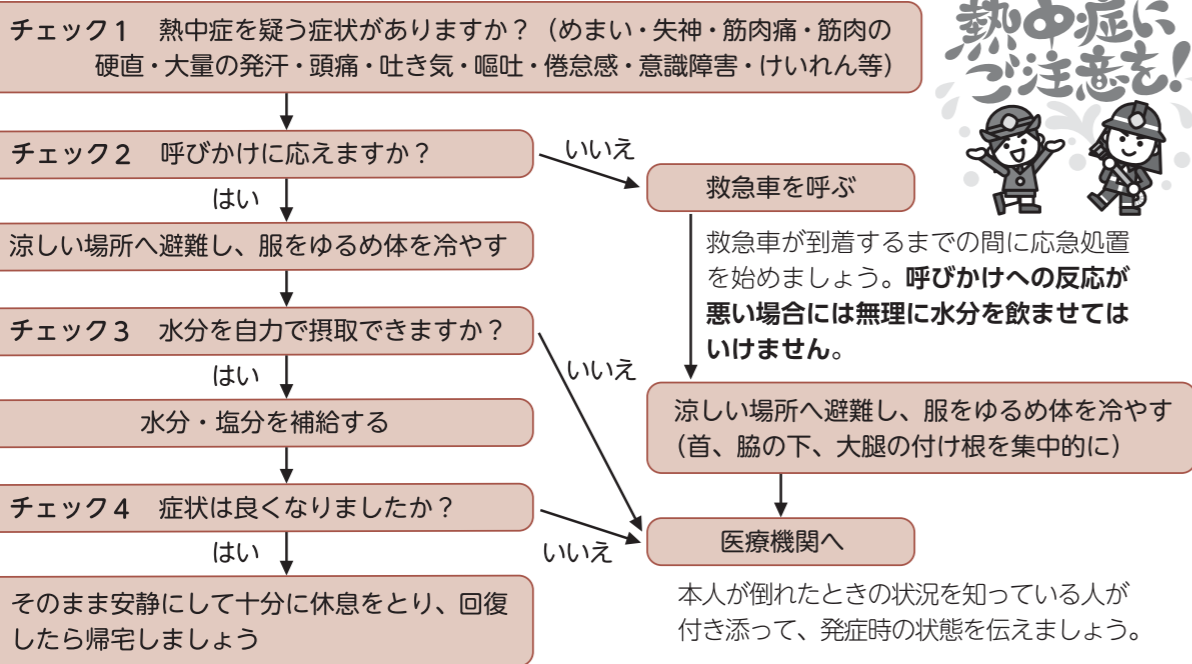 熱中症に
ご注意を!
チェック1 熱中症を疑う症状がありますか？（めまい・失神・筋肉痛・筋肉の
硬直・大量の発汗・頭痛・吐き気・嘔吐・倦怠感・意識障害・けいれん等）
チェック2 呼びかけに応えますか？
いいえ
はい
救急車を呼ぶ
涼しい場所へ避難し、服をゆるめ体を冷やす
救急車が到着するまでの間に応急処置
を始めましょう。呼びかけへの反応が
悪い場合には無理に水分を飲ませては
いけません。
チェック3 水分を自力で摂取できますか？
いいえ
はい
水分・塩分を補給する
涼しい場所へ避難し、服をゆるめ体を冷やす
（首、脇の下、大腿の付け根を集中的に）
チェック4 症状は良くなりましたか？
いいえ
はい
医療機関へ
そのまま安静にして十分に休息をとり、回復
したら帰宅しましょう
本人が倒れたときの状況を知っている人が
付き添って、発症時の状態を伝えましょう。